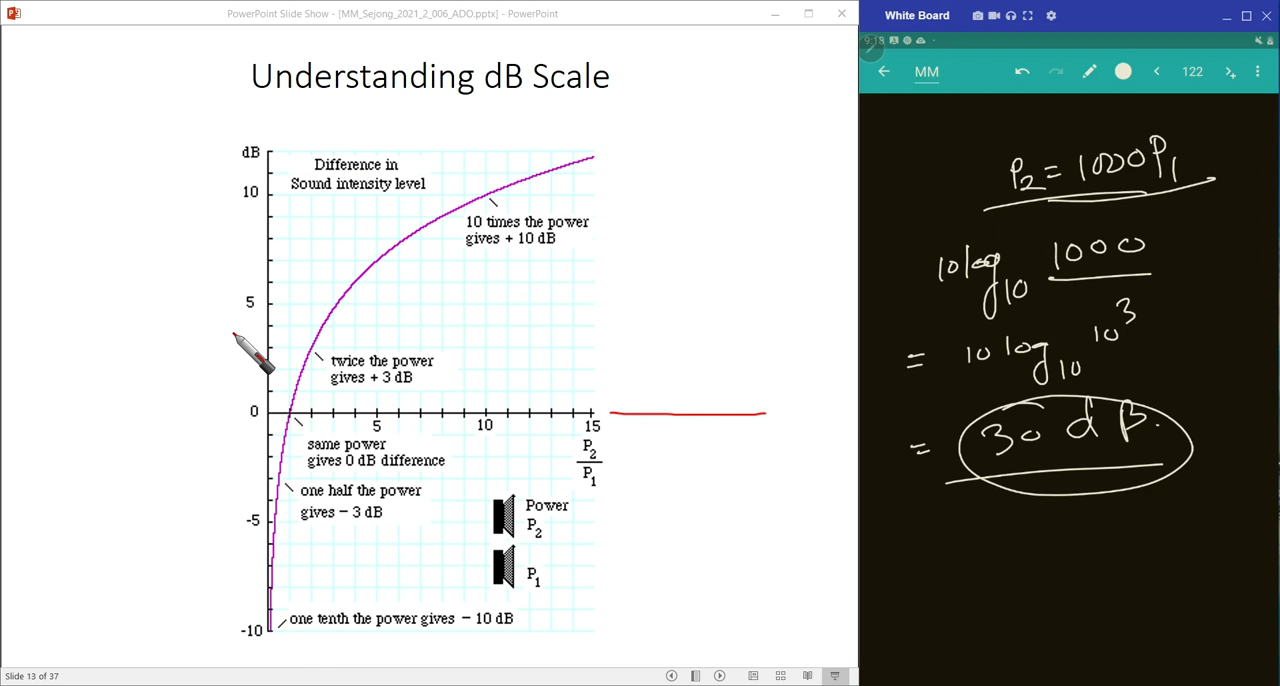 PowerPoint Slide Show - [MM_Sejong_2021_2_006_ADO.pptx] - PowerPoint
Understanding dB Scale
dB
Difference in
Sound intensity level
10
10 times the power
gives + 10 dB
5
twice the power
gives + 3 dB
0
5
10
15
same power
gives 0 dB difference
P2
P1
one half the power
gives − 3 dB
-5
Power
P2
P1
one tenth the power gives − 10 dB
-10
Slide 13 of 37
White Board
9:18
MM
122
P2 = 1000P1
10log10 1000
= 10 log10 10^3
= 30 dB.